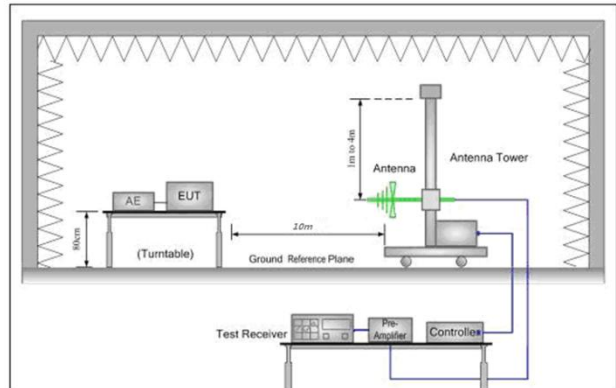 1m to 4m
Antenna
Antenna Tower
AE
EUT
80cm
(Turntable)
10m
Ground Reference Plane
Test Receiver
Pre-
Amplifier
Controller